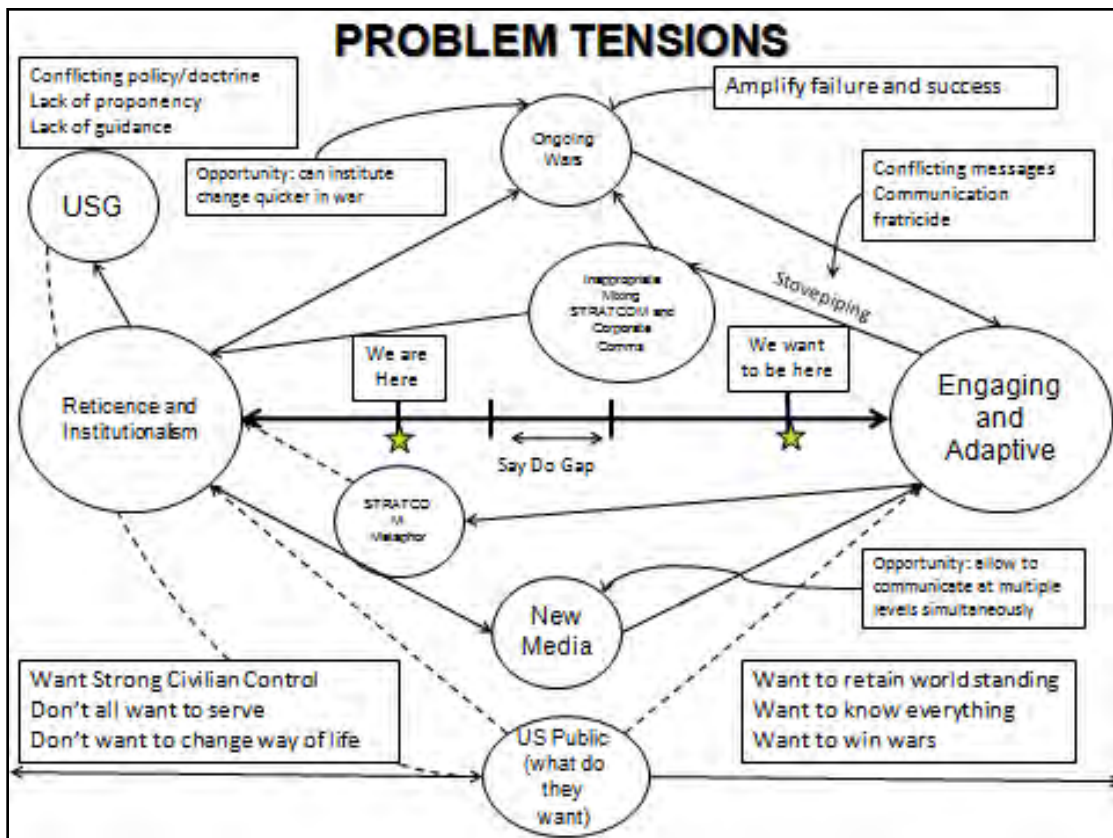 PROBLEM TENSIONS
Conflicting policy/doctrine
Lack of proponency
Lack of guidance
Amplify failure and success
Ongoing
Wars
Opportunity: can institute
change quicker in war
USG
Conflicting messages
Communication
fratricide
Stovepiping
Inappropriate
Mixing
STRATCOM and
Corporate
Comms
We are
Here
We want
to be here
Reticence and
Institutionalism
Engaging
and
Adaptive
Say Do Gap
STRATCO
M
Metaphor
New
Media
Opportunity: allow to
communicate at multiple
levels simultaneously
Want Strong Civilian Control
Don't all want to serve
Don't want to change way of life
US Public
(what do
they
want)
Want to retain world standing
Want to know everything
Want to win wars